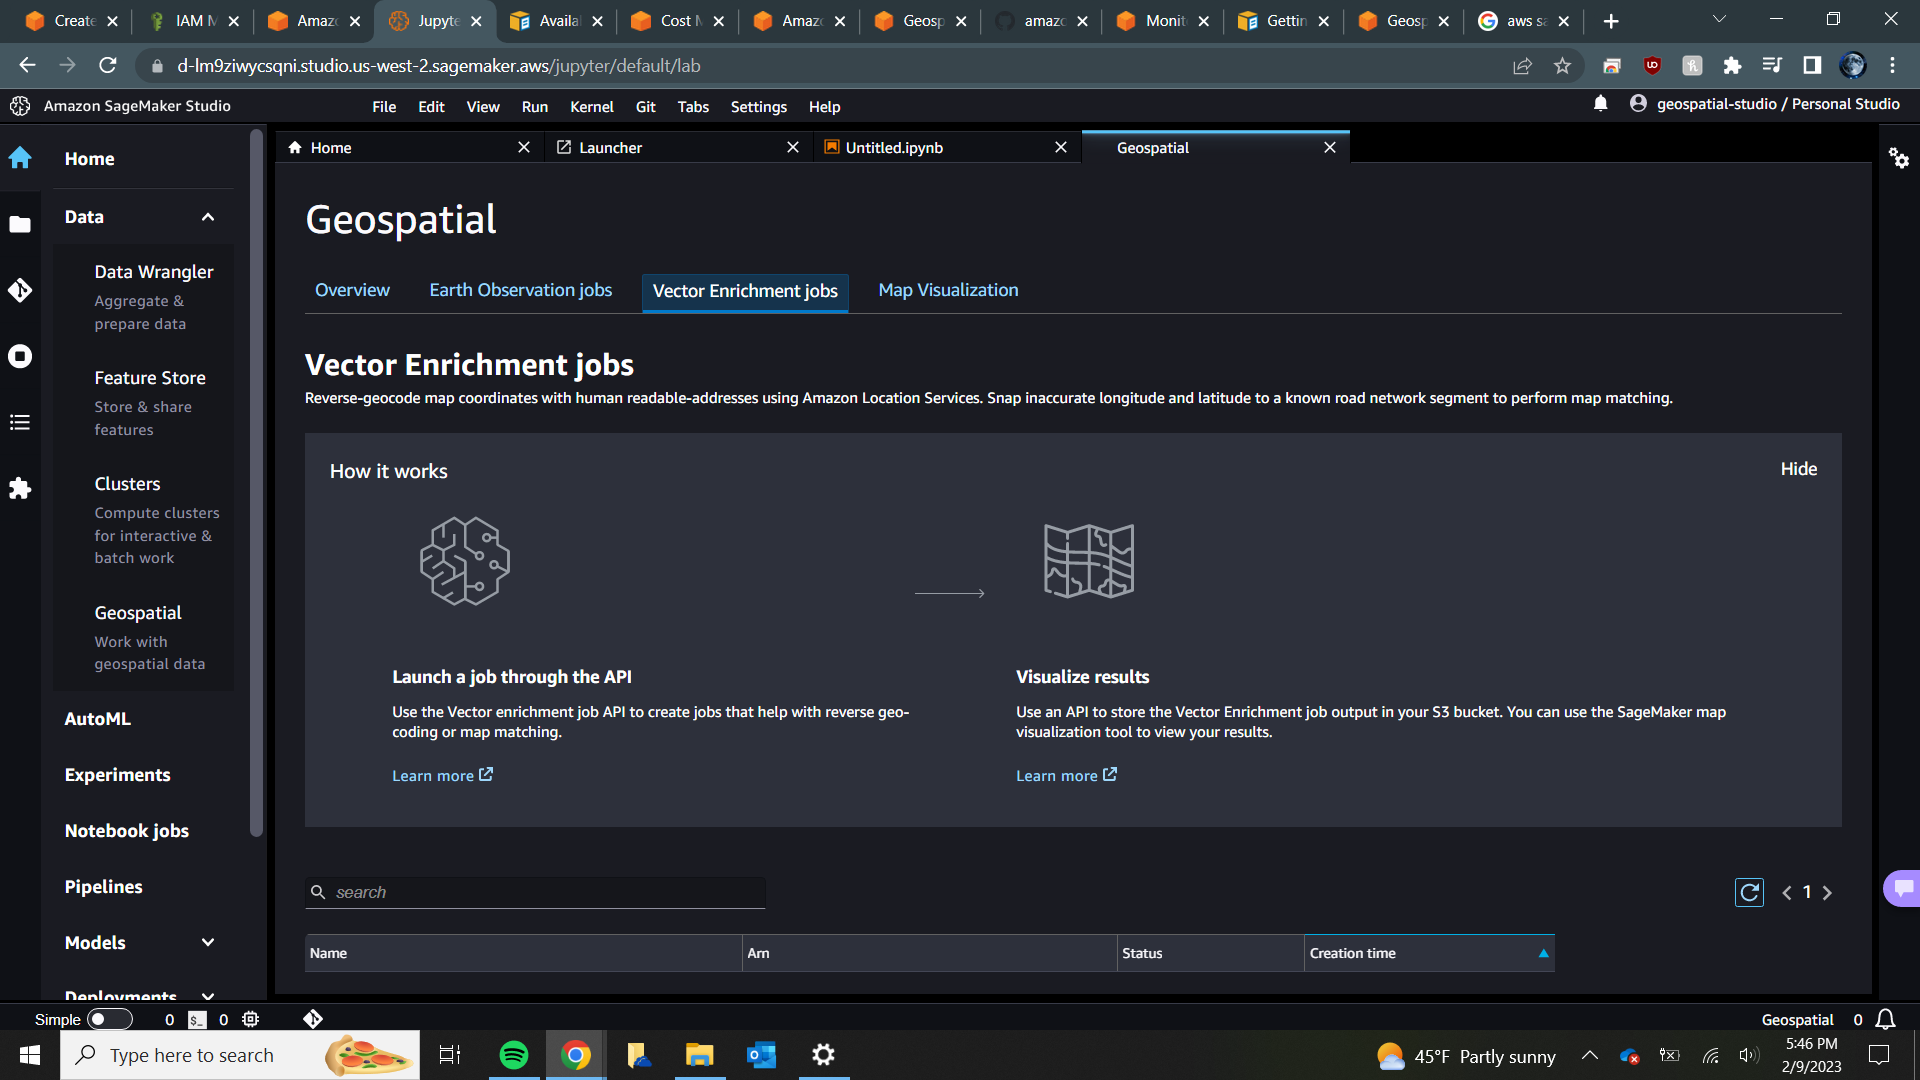 Create
IAM M
Amazo
Jupyte
Availa
Cost M
Amazo
Geosp
amazo
Monit
Gettin
Geosp
aws sa
d-lm9ziwycsqni.studio.us-west-2.sagemaker.aws/jupyter/default/lab
Amazon SageMaker Studio
File Edit View Run Kernel Git Tabs Settings Help
geospatial-studio / Personal Studio
Home
Launcher
Untitled.ipynb
Geospatial
Home
Data
Data Wrangler
Aggregate &
prepare data
Feature Store
Store & share
features
Clusters
Compute clusters
for interactive &
batch work
Geospatial
Work with
geospatial data
AutoML
Experiments
Notebook jobs
Pipelines
Models
Deployments
Geospatial
Overview
Earth Observation jobs
Vector Enrichment jobs
Map Visualization
Vector Enrichment jobs
Reverse-geocode map coordinates with human readable-addresses using Amazon Location Services. Snap inaccurate longitude and latitude to a known road network segment to perform map matching.
How it works
Hide
Launch a job through the API
Use the Vector enrichment job API to create jobs that help with reverse geo-
coding or map matching.
Learn more
Visualize results
Use an API to store the Vector Enrichment job output in your S3 bucket. You can use the SageMaker map
visualization tool to view your results.
Learn more
search
1
Name
Arn
Status
Creation time
Simple
0
$_
0
Geospatial
0
Type here to search
45°F Partly sunny
5:46 PM
2/9/2023